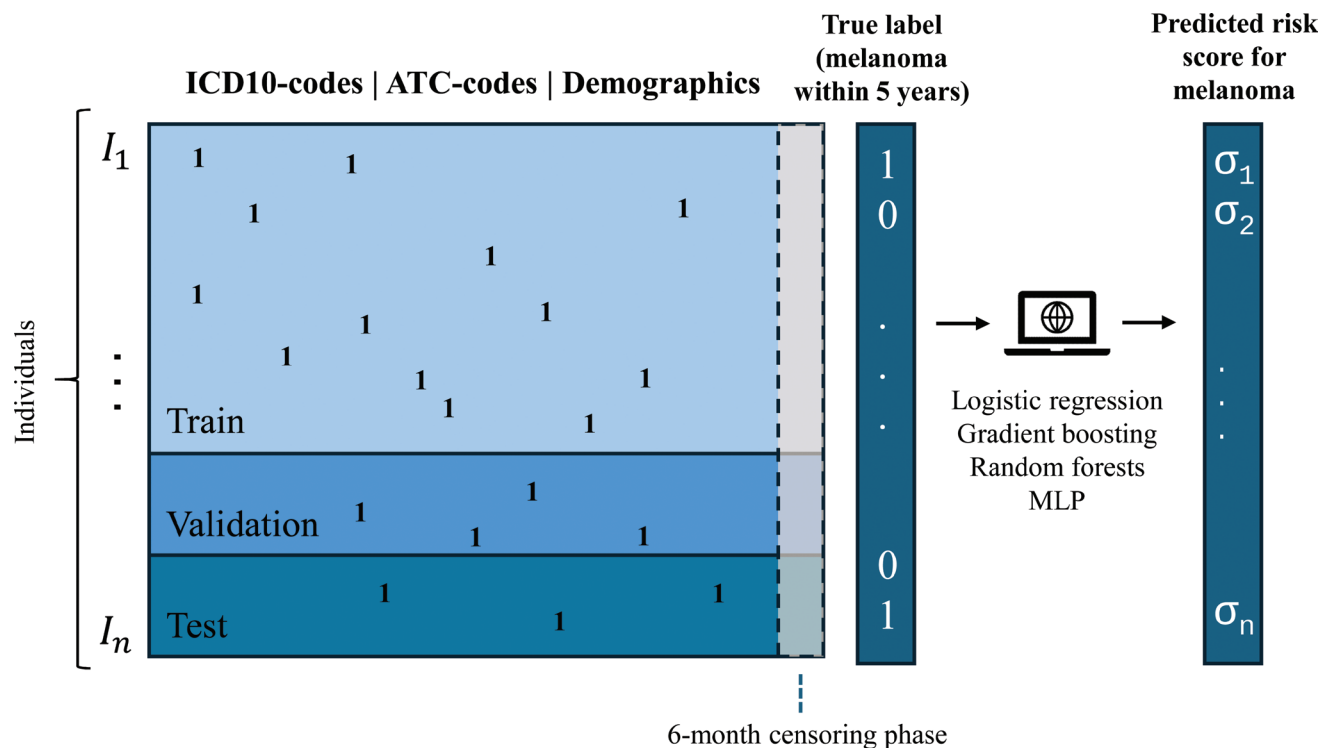 ICD10-codes | ATC-codes | Demographics
True label
(melanoma
within 5 years)
Predicted risk
score for
melanoma
Individuals
I₁
⋮
Iₙ
1 1
1 1
1
1 1
1
1
1 1
1
1
Train
1
1
1 1
Validation
1 1
1
Test
1
0
.
.
.
0
1
Logistic regression
Gradient boosting
Random forests
MLP
σ₁
σ₂
.
.
.
σₙ
6-month censoring phase